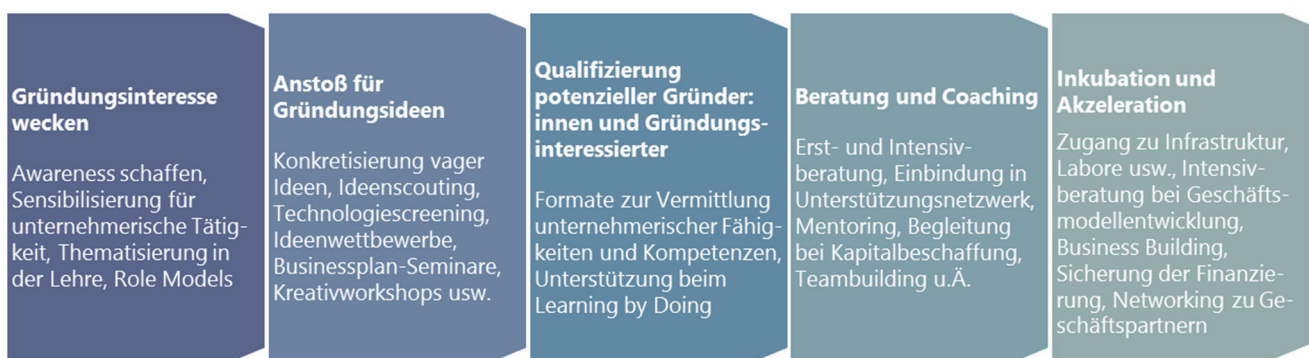 Gründungsinteresse
wecken
Awareness schaffen,
Sensibilisierung für
unternehmerische Tätig-
keit, Thematisierung in
der Lehre, Role Models
Anstoß für
Gründungsideen
Konkretisierung vager
Ideen, Ideenscouting,
Technologiescreening,
Ideenwettbewerbe,
Businessplan-Seminare,
Kreativworkshops usw.
Qualifizierung
potenzieller Gründer:
innen und Gründungs-
interessierter
Formate zur Vermittlung
unternehmerischer Fähig-
keiten und Kompetenzen,
Unterstützung beim
Learning by Doing
Beratung und Coaching
Erst- und Intensiv-
beratung, Einbindung in
Unterstützungsnetzwerk,
Mentoring, Begleitung
bei Kapitalbeschaffung,
Teambuilding u.Ä.
Inkubation und
Akzeleration
Zugang zu Infrastruktur,
Labore usw., Intensiv-
beratung bei Geschäfts-
modellentwicklung,
Business Building,
Sicherung der Finanzie-
rung, Networking zu Ge-
schäftspartnern